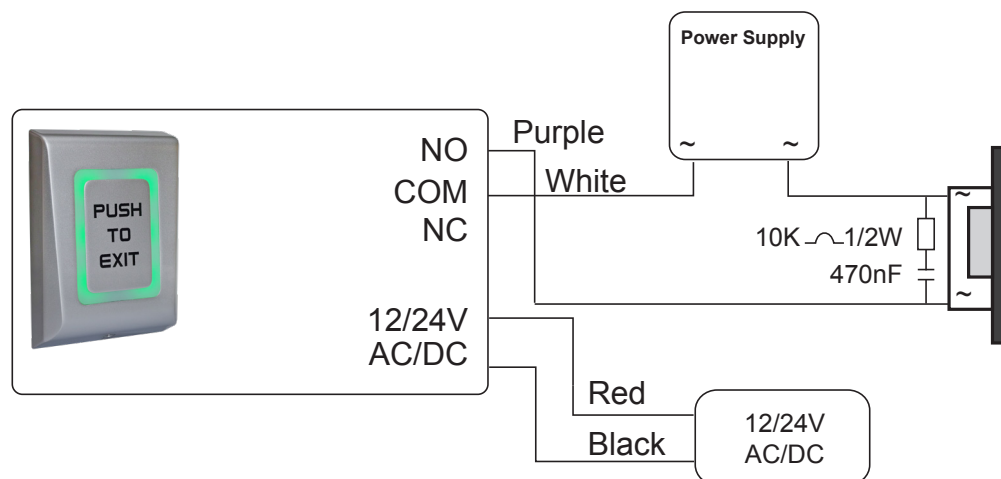 Power Supply
~ ~
PUSH
TO
EXIT
NO
COM
NC
12/24V
AC/DC
Purple
White
~
10K 1/2W
470nF
~
Red
Black
12/24V
AC/DC